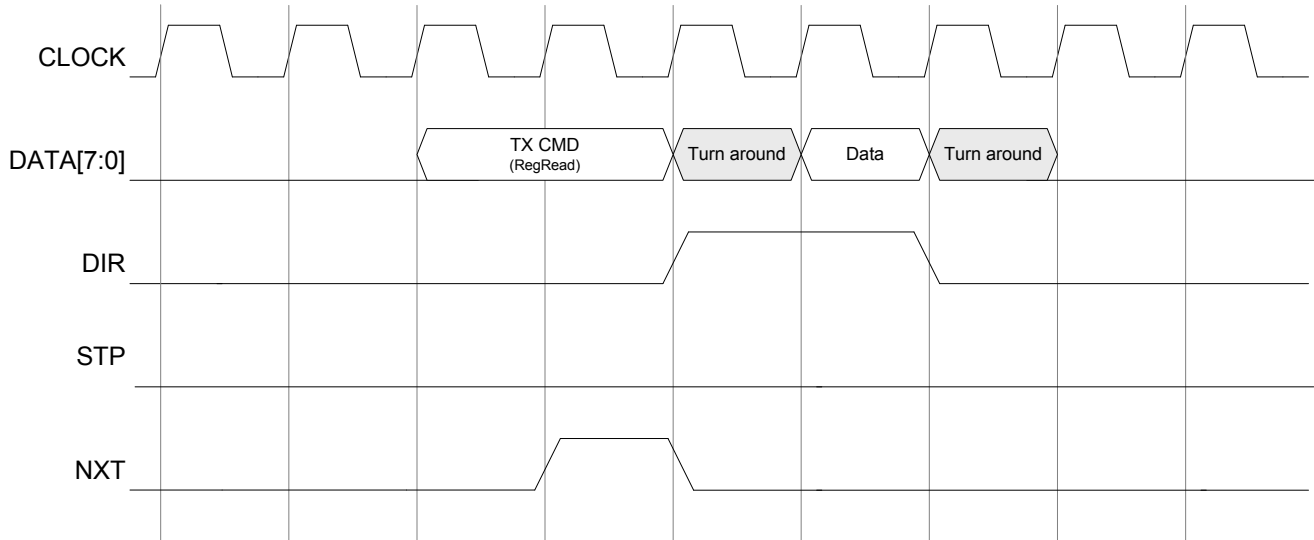 CLOCK
DATA[7:0]
TX CMD
(RegRead)
Turn around
Data
Turn around
DIR
STP
NXT